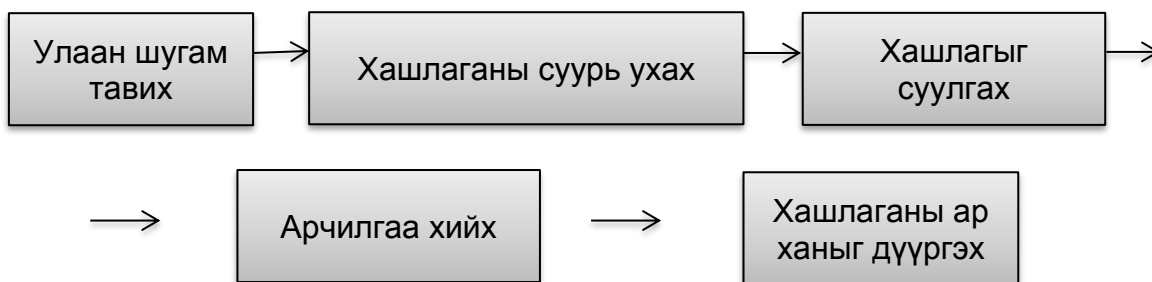 Улаан шугам
тавих
Хашлаганы суурь ухах
Хашлагыг
суулгах
Арчилгаа хийх
Хашлаганы ар
ханыг дүүргэх